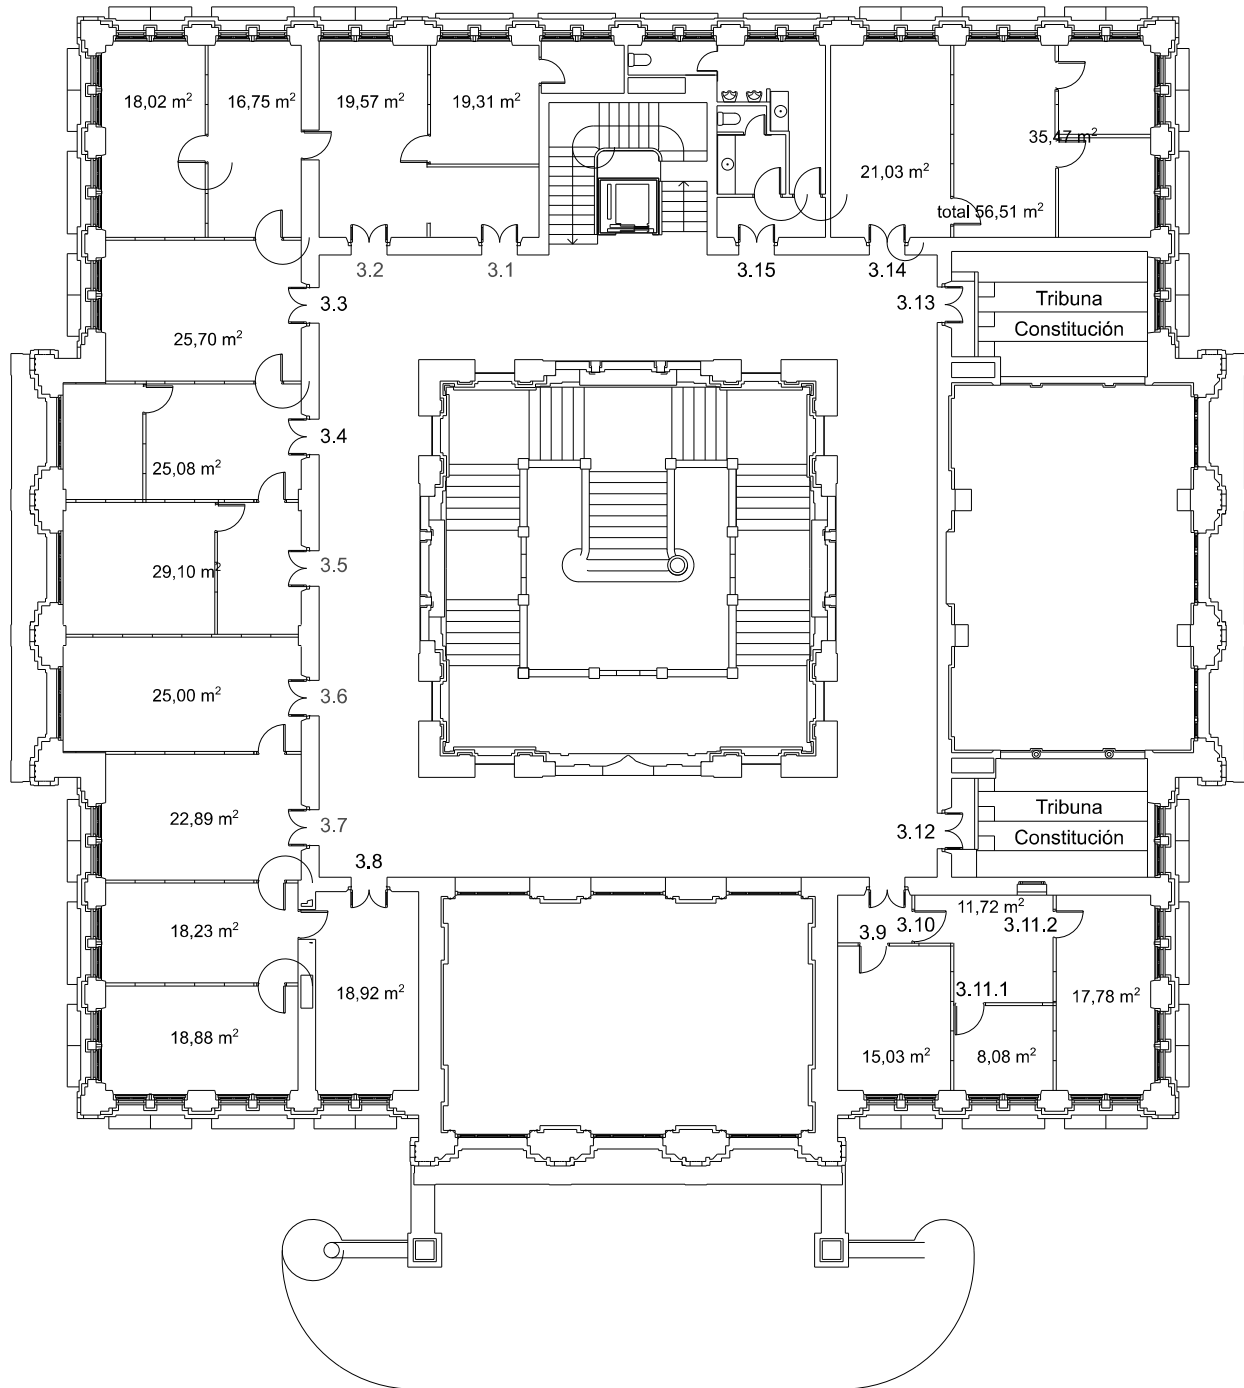 18,02 m²
16,75 m²
19,57 m²
19,31 m²
35,47 m²
21,03 m²
total 56,51 m²
3.2
3.1
3.15
3.14
3.3
3.13
Tribuna
Constitución
25,70 m²
3.4
25,08 m²
3.5
29,10 m²
3.6
25,00 m²
3.7
22,89 m²
3.12
Tribuna
Constitución
3.8
11,72 m²
18,23 m²
3.9
3.10
3.11.2
18,92 m²
3.11.1
17,78 m²
18,88 m²
15,03 m²
8,08 m²